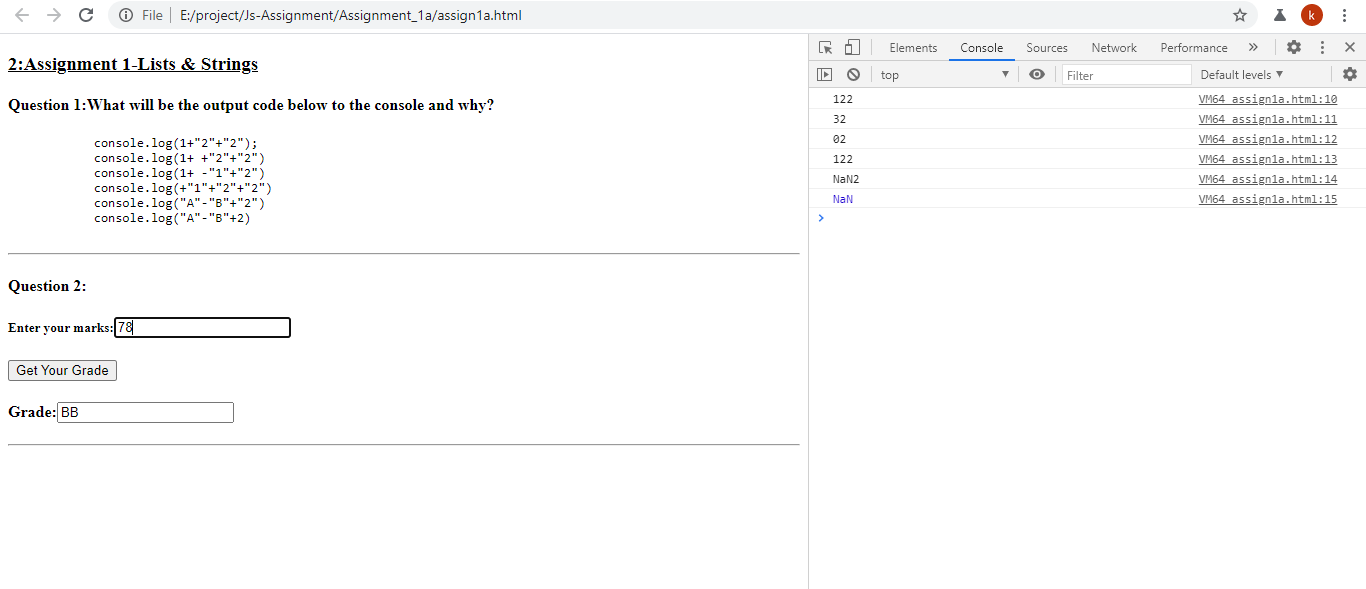 File E:/project/Js-Assignment/Assignment_1a/assign1a.html k
2:Assignment 1-Lists & Strings
Question 1:What will be the output code below to the console and why?
console.log(1+"2"+"2");
console.log(1+ +"2"+"2")
console.log(1+ -"1"+"2")
console.log(+"1"+"2"+"2")
console.log("A"-"B"+"2")
console.log("A"-"B"+2)
Question 2:
Enter your marks:78
Get Your Grade
Grade:BB
Elements Console Sources Network Performance »
top ▼ Filter Default levels ▼
122 VM64 assign1a.html:10
32 VM64 assign1a.html:11
02 VM64 assign1a.html:12
122 VM64 assign1a.html:13
NaN2 VM64 assign1a.html:14
NaN VM64 assign1a.html:15